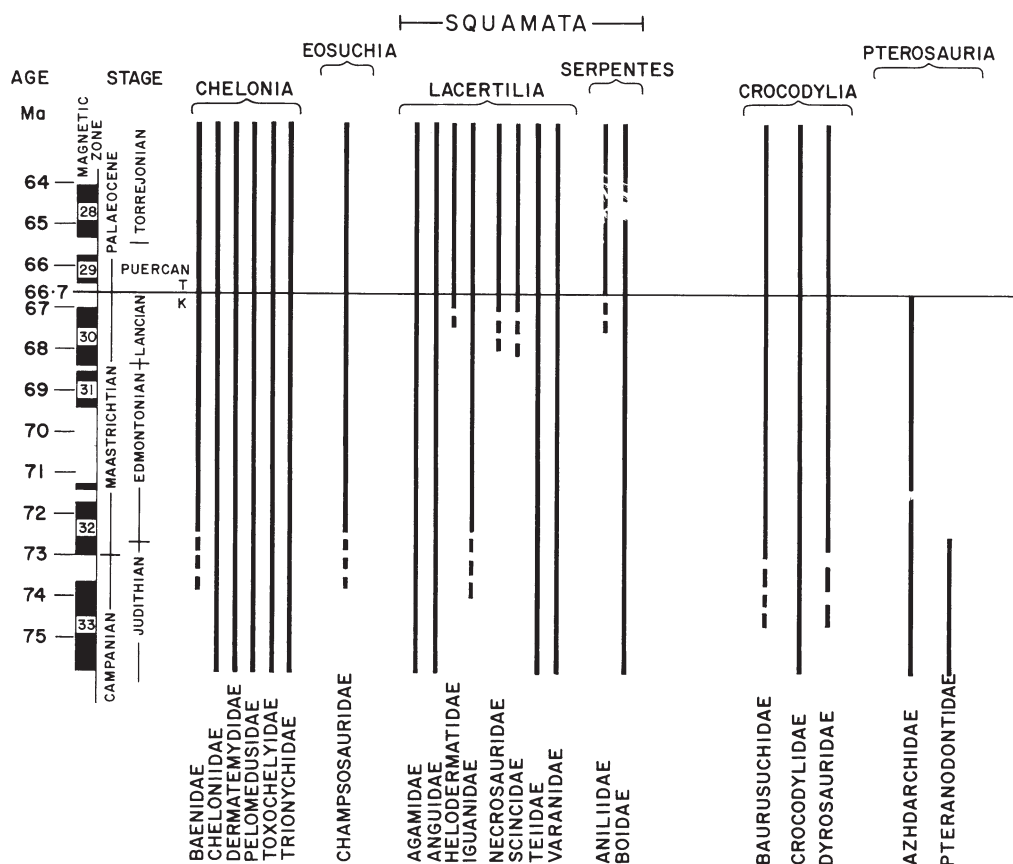 SQUAMATA
EOSUCHIA
PTEROSAURIA
SERPENTES
AGE
STAGE
CHELONIA
LACERTILIA
CROCODYLIA
Ma
MAGNETIC
ZONE
PALAEOCENE
TORREJONIAN
64
28
65
66
29
PUERCAN
T
66·7
K
67
30
LANCIAN
68
31
69
MAASTRICHTIAN
EDMONTONIAN
70
71
72
32
73
74
JUDITHIAN
33
75
CAMPANIAN
BAENIDAE
CHELONIIDAE
DERMATEMYDIDAE
PELOMEDUSIDAE
TOXOCHELYIDAE
TRIONYCHIDAE
CHAMPSOSAURIDAE
AGAMIDAE
ANGUIDAE
HELODERMATIDAE
IGUANIDAE
NECROSAURIDAE
SCINCIDAE
TEIIDAE
VARANIDAE
ANILIIDAE
BOIDAE
BAURUSUCHIDAE
CROCODYLIDAE
DYROSAURIDAE
AZHDARCHIDAE
PTERANODONTIDAE